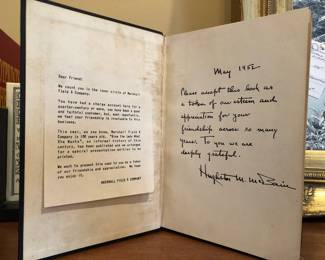 Dear Friend:
We count you in the inner circle of Marshall
Field & Company.
You have had a charge account here for a
quarter-century or more, you have been a good
and faithful customer, but, most importantly,
we feel your friendship is invaluable to this
business.
This year, as you know, Marshall Field &
Company is 100 years old. "Give the Lady What
She Wants", an informal history of this
century, has been published and we arranged
for a special presentation edition to be
printed.
We want to present this book to you as a token
of our friendship and appreciation. We hope
you enjoy it.
MARSHALL FIELD & COMPANY
May 1952
Please accept this book as
a token of our esteem and
appreciation for your
friendship across so many
years. To you we are
deeply grateful.
Hughston M. McBain